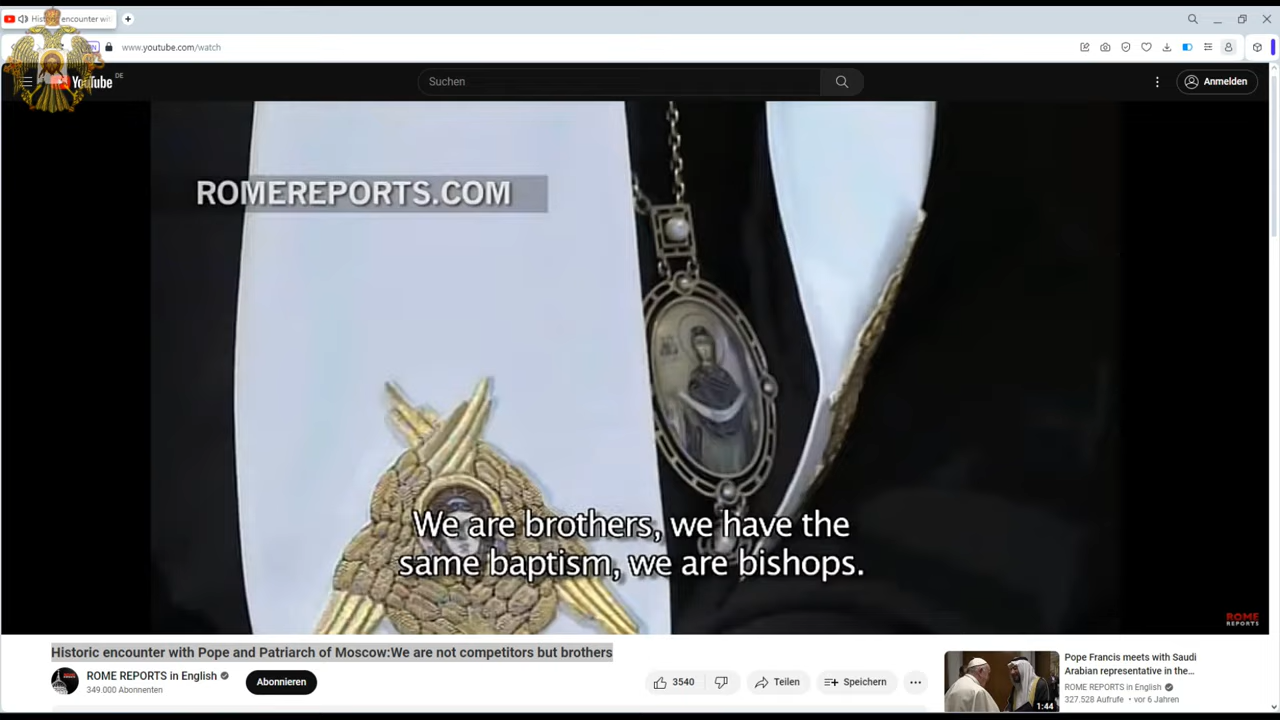 Historic encounter wit
www.youtube.com/watch
YouTube DE
Suchen
Anmelden
ROMEREPORTS.COM
We are brothers, we have the
same baptism, we are bishops.
ROME
REPORTS
Historic encounter with Pope and Patriarch of Moscow:We are not competitors but brothers
ROME REPORTS in English
349.000 Abonnenten
Abonnieren
3540
Teilen
Speichern
Pope Francis meets with Saudi
Arabian representative in the...
ROME REPORTS in English
327.528 Aufrufe • vor 6 Jahren
1:44